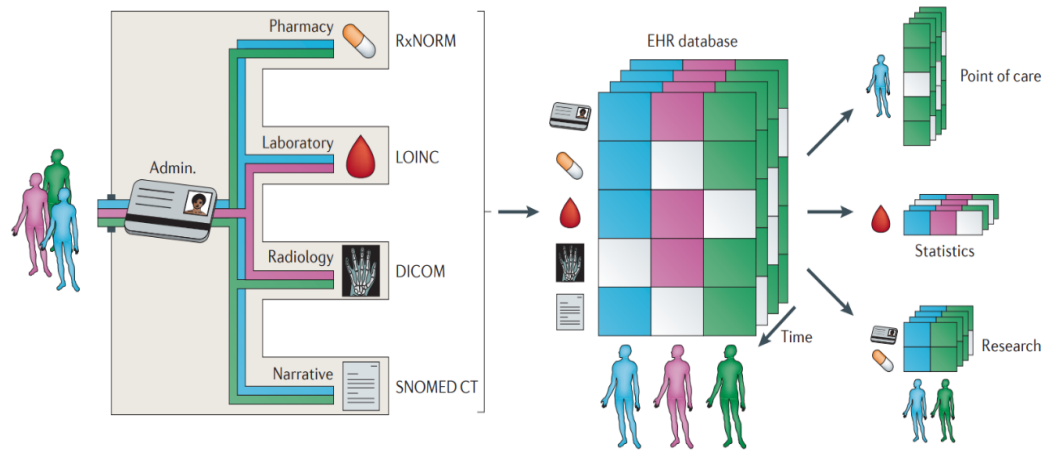 Pharmacy
RxNORM
Laboratory
LOINC
Admin.
Radiology
DICOM
Narrative
SNOMED CT
EHR database
Time
Point of care
Statistics
Research